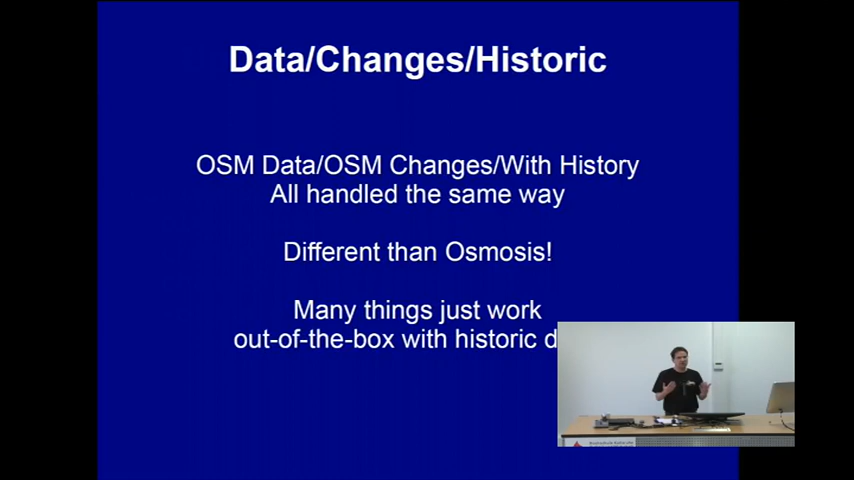 Data/Changes/Historic
OSM Data/OSM Changes/With History
All handled the same way
Different than Osmosis!
Many things just work
out-of-the-box with historic d